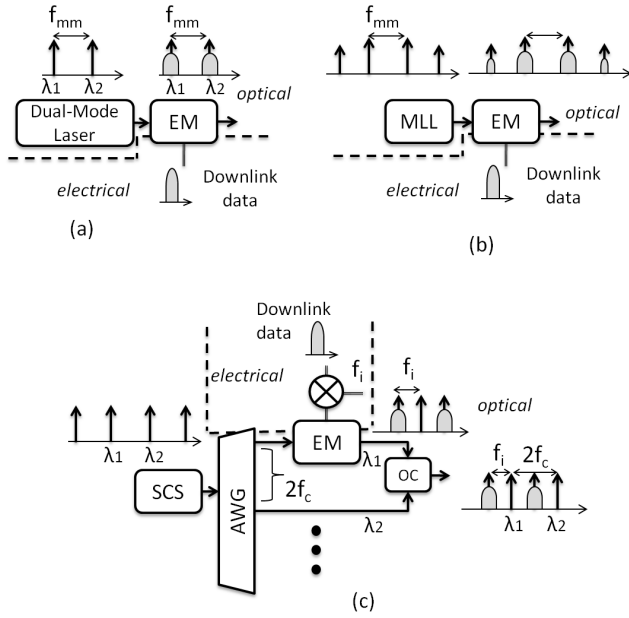 fmm
fmm
λ1 λ2
λ1 λ2
optical
Dual-Mode
Laser
EM
electrical
Downlink
data
(a)
MLL
EM
optical
electrical
Downlink
data
(b)
Downlink
data
electrical
fi
fi
optical
λ1 λ2
EM
λ1
SCS
AWG
2fc
OC
λ2
fi 2fc
λ1 λ2
(c)